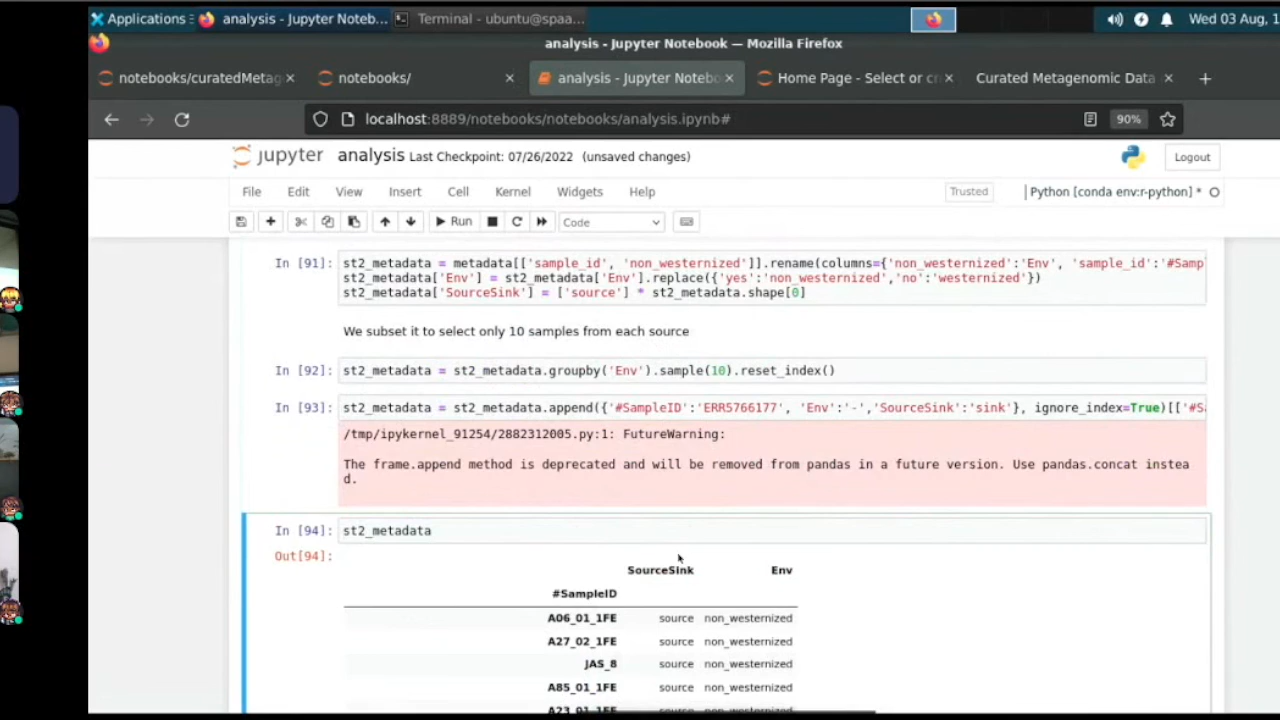 Applications
analysis - Jupyter Noteb...
Terminal - ubuntu@spaa...
Wed 03 Aug, 1
analysis - Jupyter Notebook — Mozilla Firefox
notebooks/curatedMetag
notebooks/
analysis - Jupyter Notebo
Home Page - Select or cr
Curated Metagenomic Data
localhost:8889/notebooks/notebooks/analysis.ipynb#
90%
jupyter analysis Last Checkpoint: 07/26/2022 (unsaved changes)
Logout
File Edit View Insert Cell Kernel Widgets Help
Trusted
Python [conda env:r-python] *
Run
Code
In [91]: st2_metadata = metadata[['sample_id', 'non_westernized']].rename(columns={'non_westernized':'Env', 'sample_id':'#Samp
st2_metadata['Env'] = st2_metadata['Env'].replace({'yes':'non_westernized','no':'westernized'})
st2_metadata['SourceSink'] = ['source'] * st2_metadata.shape[0]
We subset it to select only 10 samples from each source
In [92]: st2_metadata = st2_metadata.groupby('Env').sample(10).reset_index()
In [93]: st2_metadata = st2_metadata.append({'#SampleID':'ERR5766177', 'Env':'-','SourceSink':'sink'}, ignore_index=True)[['#Sa
/tmp/ipykernel_91254/2882312005.py:1: FutureWarning:
The frame.append method is deprecated and will be removed from pandas in a future version. Use pandas.concat instea
d.
In [94]: st2_metadata
Out[94]:
SourceSink Env
#SampleID
A06_01_1FE source non_westernized
A27_02_1FE source non_westernized
JAS_8 source non_westernized
A85_01_1FE source non_westernized
A23_01_1FE source non_westernized